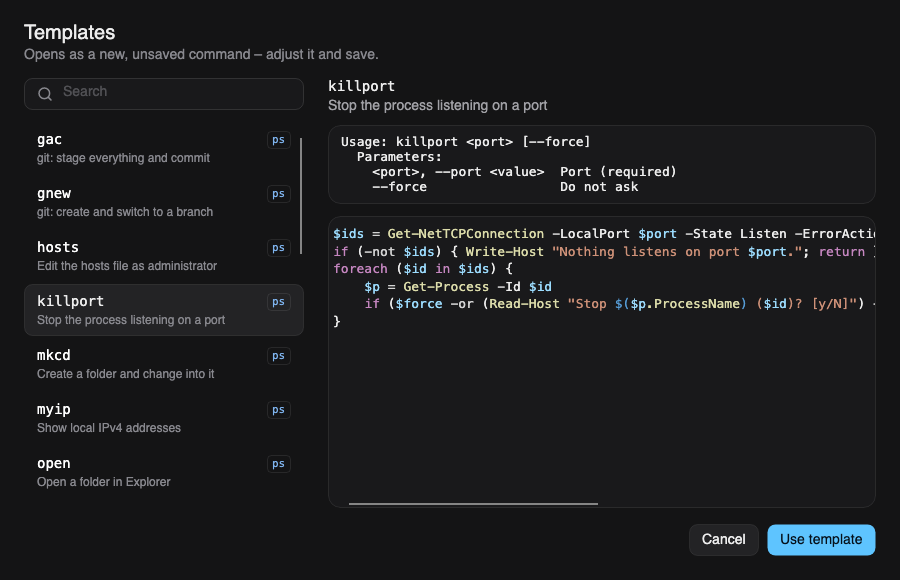 Templates
Opens as a new, unsaved command – adjust it and save.
Search
gac ps
git: stage everything and commit
gnew ps
git: create and switch to a branch
hosts ps
Edit the hosts file as administrator
killport ps
Stop the process listening on a port
mkcd ps
Create a folder and change into it
myip ps
Show local IPv4 addresses
open ps
Open a folder in Explorer
killport
Stop the process listening on a port
Usage: killport <port> [--force]
Parameters:
<port>, --port <value> Port (required)
--force Do not ask
$ids = Get-NetTCPConnection -LocalPort $port -State Listen -ErrorActio
if (-not $ids) { Write-Host "Nothing listens on port $port."; return }
foreach ($id in $ids) {
$p = Get-Process -Id $id
if ($force -or (Read-Host "Stop $($p.ProcessName) ($id)? [y/N]") -
}
Cancel
Use template